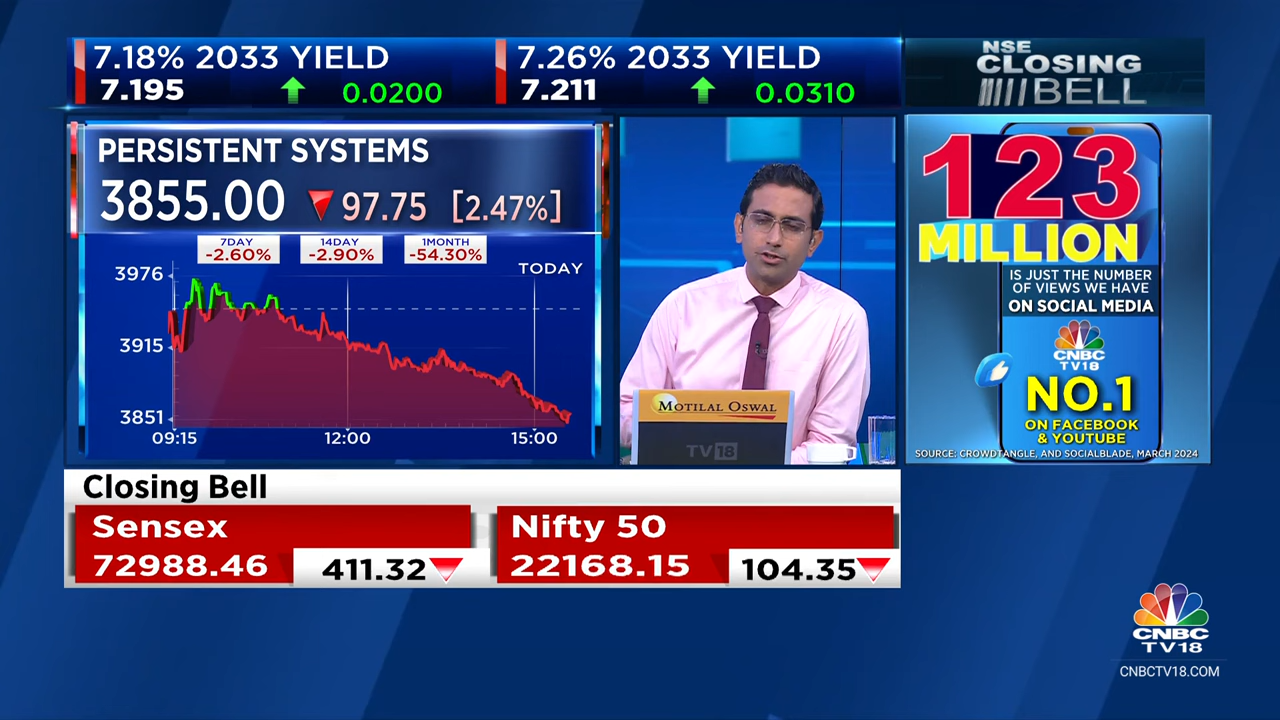 7.18% 2033 YIELD
7.195 0.0200
7.26% 2033 YIELD
7.211 0.0310
NSE
CLOSING
BELL
PERSISTENT SYSTEMS
3855.00 97.75 [2.47%]
7DAY
-2.60%
14DAY
-2.90%
1MONTH
-54.30%
TODAY
3976
3915
3851
09:15 12:00 15:00
MOTILAL OSWAL
TV18
123
MILLION
IS JUST THE NUMBER
OF VIEWS WE HAVE
ON SOCIAL MEDIA
CNBC
TV18
NO.1
ON FACEBOOK
& YOUTUBE
SOURCE: CROWDTANGLE, AND SOCIALBLADE, MARCH 2024
Closing Bell
Sensex
72988.46 411.32
Nifty 50
22168.15 104.35
CNBC
TV18
CNBCTV18.COM